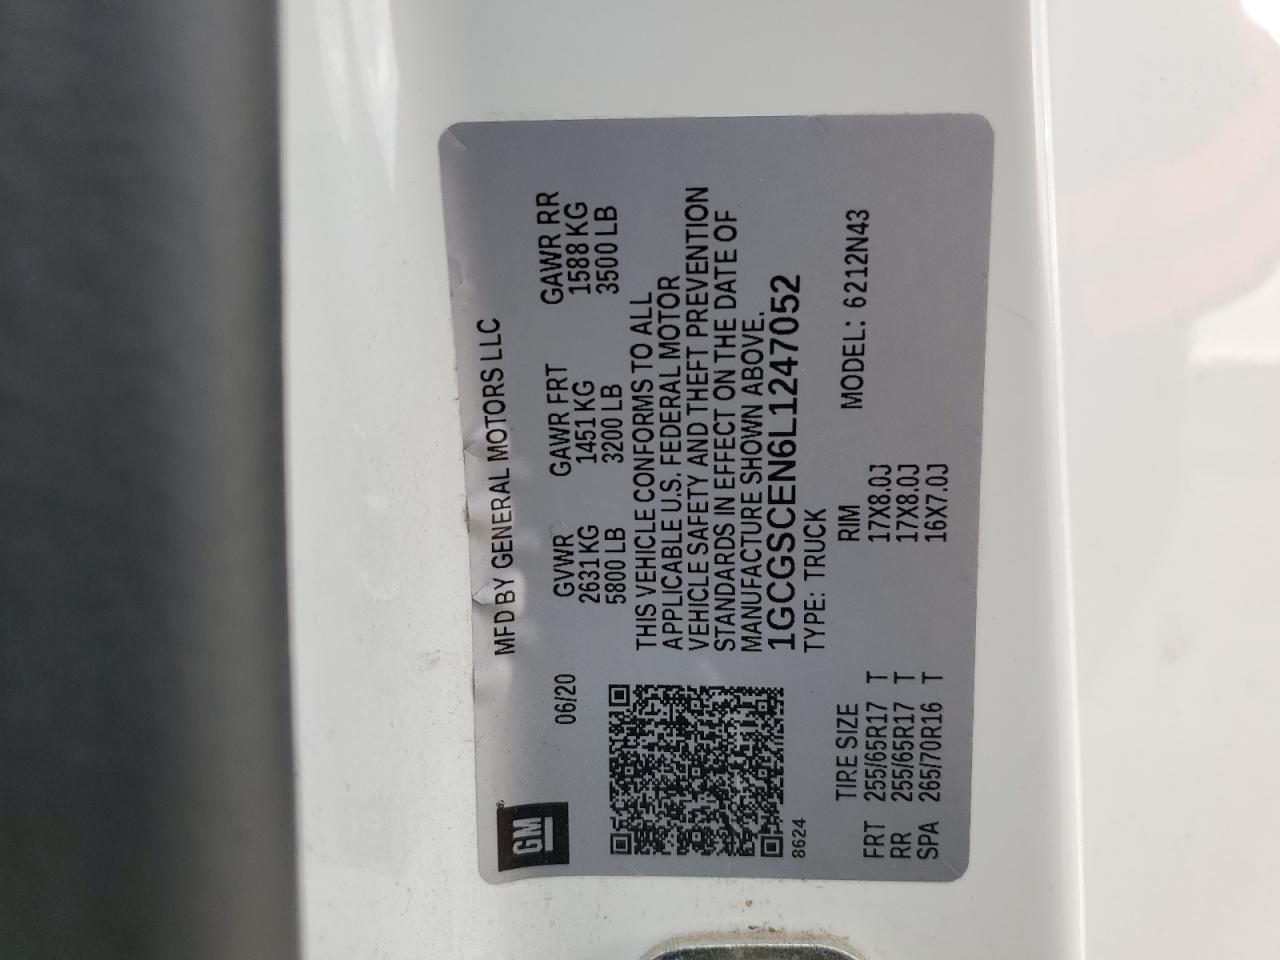 MFD BY GENERAL MOTORS LLC
GM®
06/20
GVWR GAWR FRT GAWR RR
2631 KG 1451 KG 1588 KG
5800 LB 3200 LB 3500 LB
THIS VEHICLE CONFORMS TO ALL
APPLICABLE U.S. FEDERAL MOTOR
VEHICLE SAFETY AND THEFT PREVENTION
STANDARDS IN EFFECT ON THE DATE OF
MANUFACTURE SHOWN ABOVE.
1GCGSCEN6L1247052
TYPE: TRUCK
8624
TIRE SIZE RIM MODEL: 6212N43
FRT 255/65R17 T 17X8.0J
RR 255/65R17 T 17X8.0J
SPA 265/70R16 T 16X7.0J